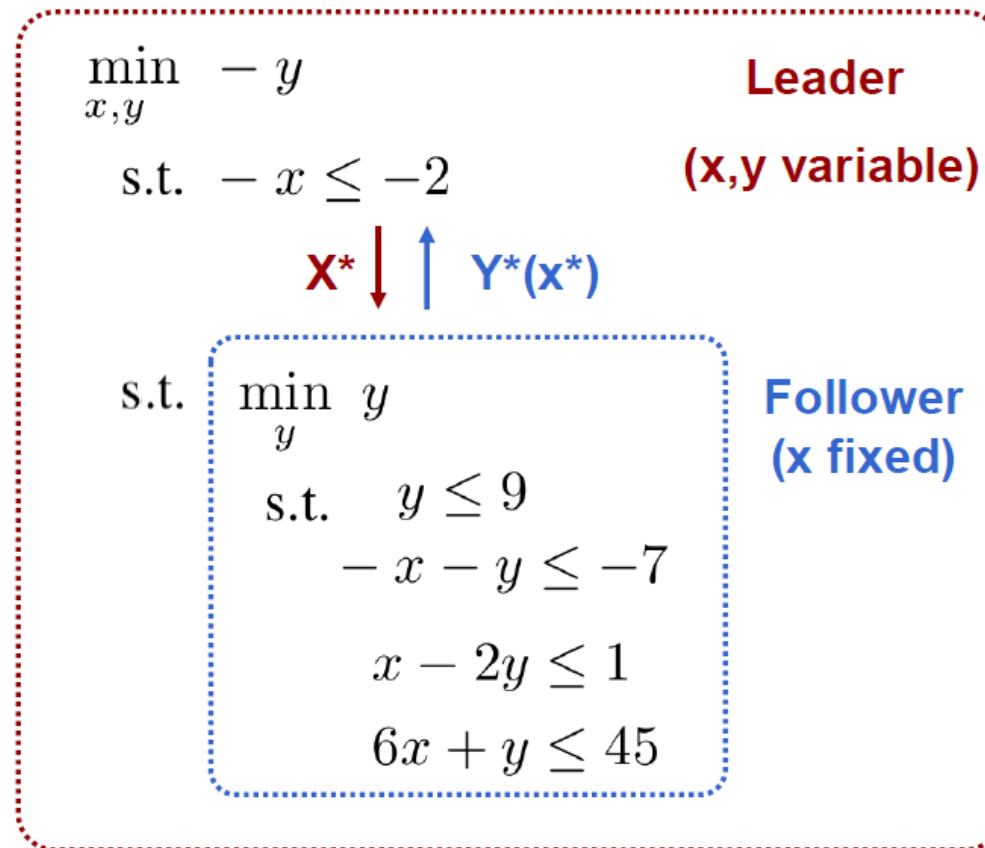 min − y
x,y
Leader
s.t. − x ≤ −2
(x,y variable)
X* Y*(x*)
s.t. min y
y
Follower
(x fixed)
s.t. y ≤ 9
− x − y ≤ −7
x − 2y ≤ 1
6x + y ≤ 45